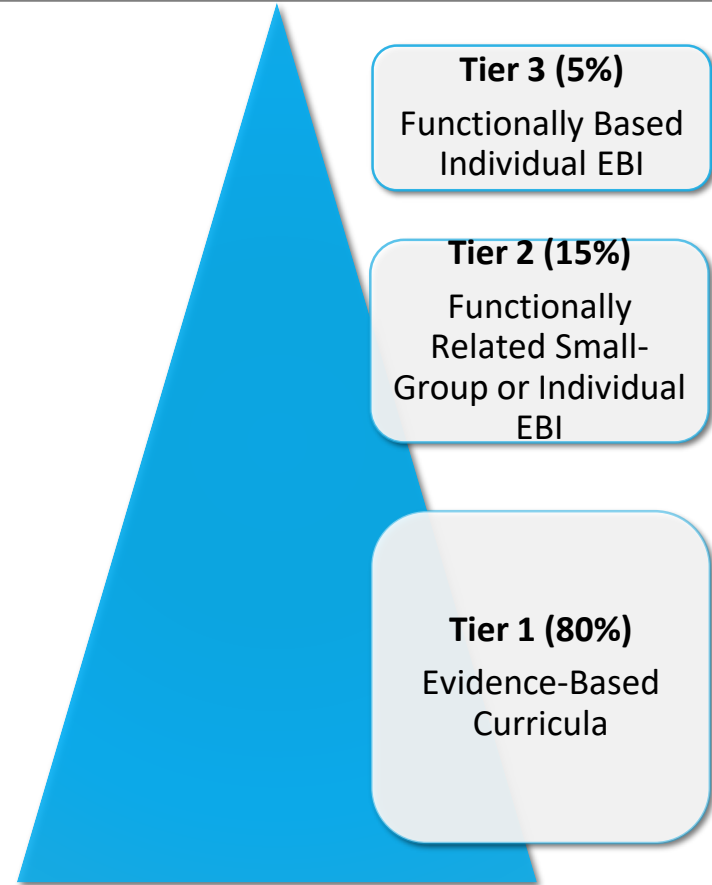 Tier 3 (5%)
Functionally Based
Individual EBI
Tier 2 (15%)
Functionally
Related Small-
Group or Individual
EBI
Tier 1 (80%)
Evidence-Based
Curricula